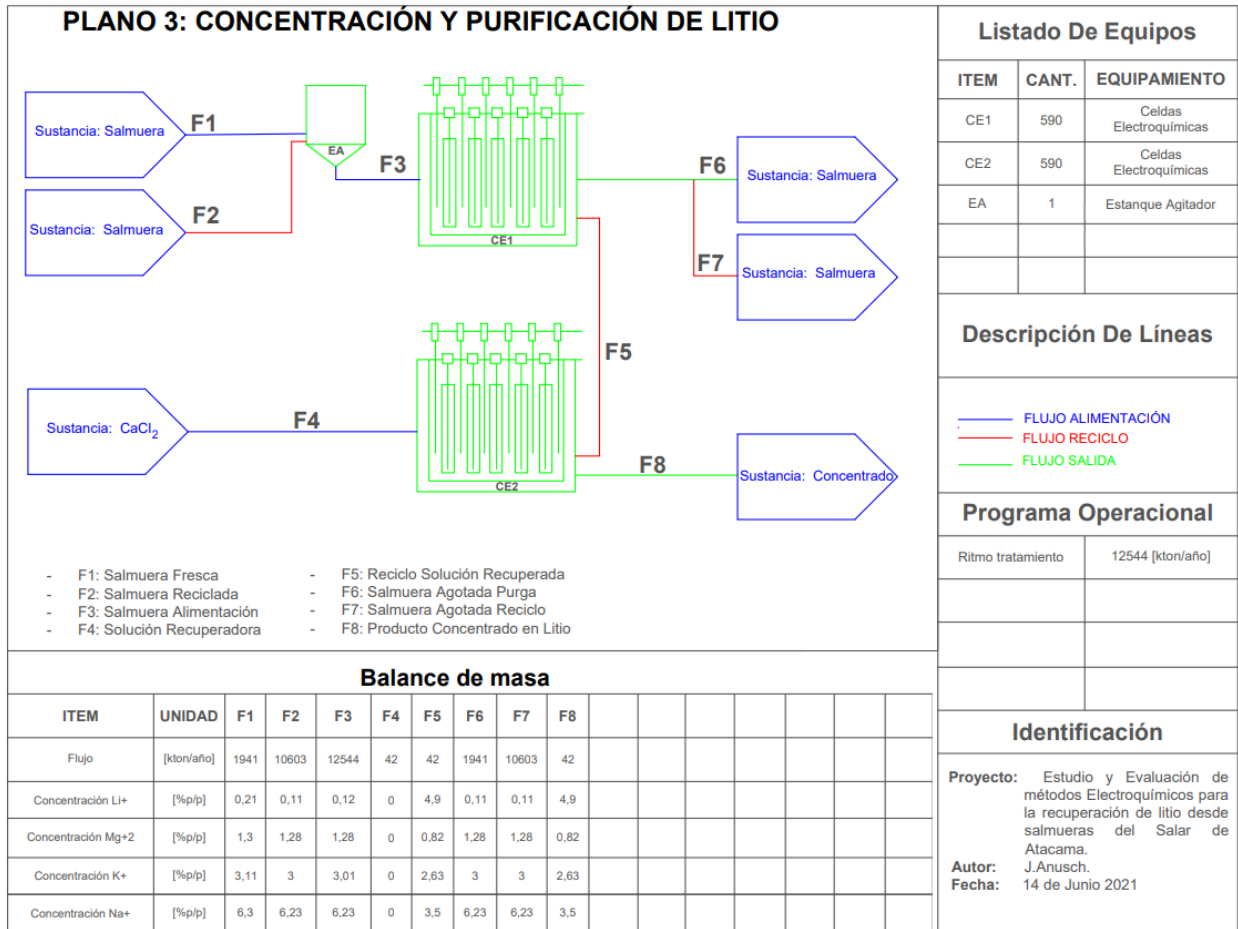 PLANO 3: CONCENTRACIÓN Y PURIFICACIÓN DE LITIO
Sustancia: Salmuera
F1
EA
F3
F2
Sustancia: Salmuera
CE1
F6
Sustancia: Salmuera
F7
Sustancia: Salmuera
F5
Sustancia: CaCl2
F4
CE2
F8
Sustancia: Concentrado
- F1: Salmuera Fresca
- F2: Salmuera Reciclada
- F3: Salmuera Alimentación
- F4: Solución Recuperadora
- F5: Reciclo Solución Recuperada
- F6: Salmuera Agotada Purga
- F7: Salmuera Agotada Reciclo
- F8: Producto Concentrado en Litio
Balance de masa
ITEM UNIDAD F1 F2 F3 F4 F5 F6 F7 F8
Flujo [kton/año] 1941 10603 12544 42 42 1941 10603 42
Concentración Li+ [%p/p] 0,21 0,11 0,12 0 4,9 0,11 0,11 4,9
Concentración Mg+2 [%p/p] 1,3 1,28 1,28 0 0,82 1,28 1,28 0,82
Concentración K+ [%p/p] 3,11 3 3,01 0 2,63 3 3 2,63
Concentración Na+ [%p/p] 6,3 6,23 6,23 0 3,5 6,23 6,23 3,5
Listado De Equipos
ITEM CANT. EQUIPAMIENTO
CE1 590 Celdas Electroquímicas
CE2 590 Celdas Electroquímicas
EA 1 Estanque Agitador
Descripción De Líneas
FLUJO ALIMENTACIÓN
FLUJO RECICLO
FLUJO SALIDA
Programa Operacional
Ritmo tratamiento 12544 [kton/año]
Identificación
Proyecto: Estudio y Evaluación de
métodos Electroquímicos para
la recuperación de litio desde
salmueras del Salar de
Atacama.
Autor: J.Anusch.
Fecha: 14 de Junio 2021